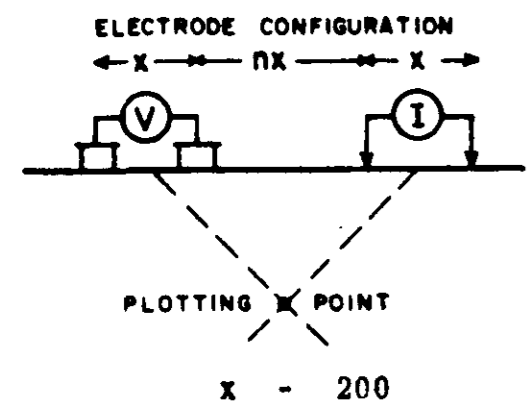 ELECTRODE CONFIGURATION
x nx x
V I
PLOTTING POINT
x - 200